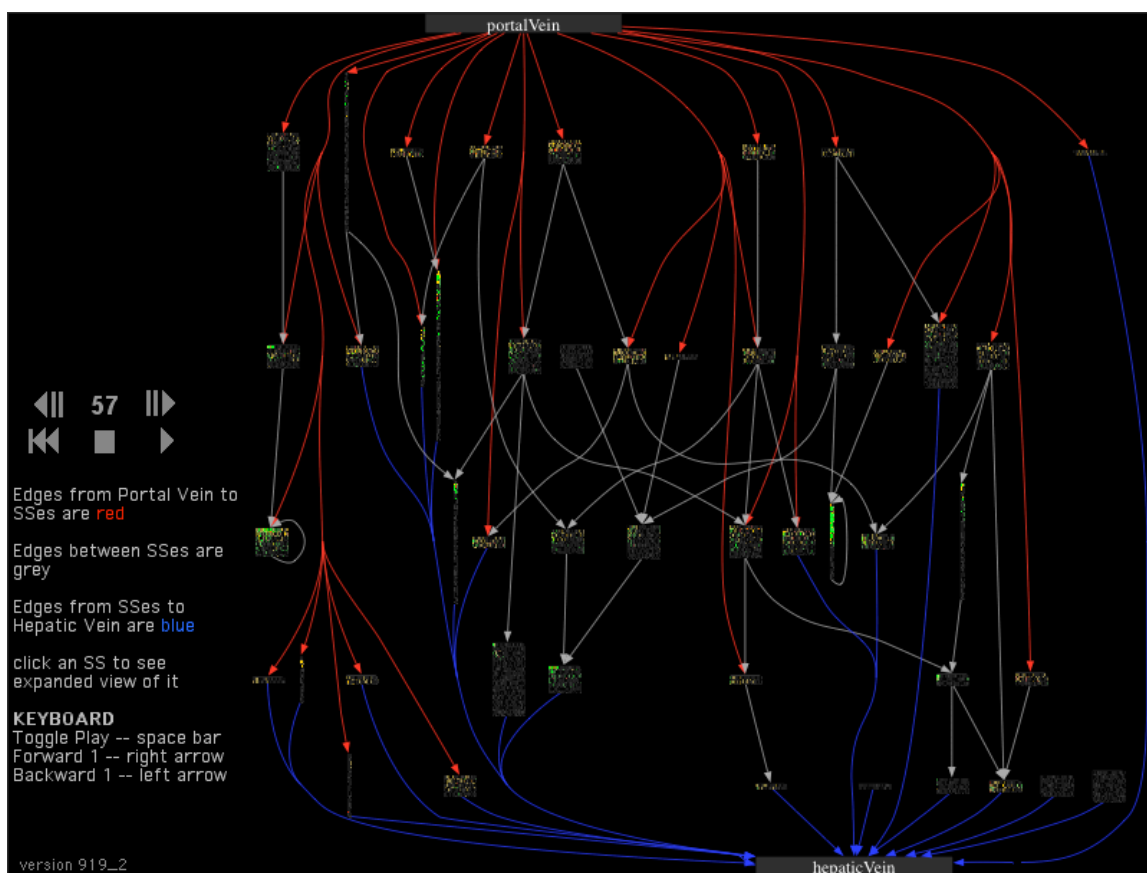 portalVein
57
Edges from Portal Vein to
SSes are red
Edges between SSes are
grey
Edges from SSes to
Hepatic Vein are blue
click an SS to see
expanded view of it
KEYBOARD
Toggle Play -- space bar
Forward 1 -- right arrow
Backward 1 -- left arrow
version 919_2
hepaticVein